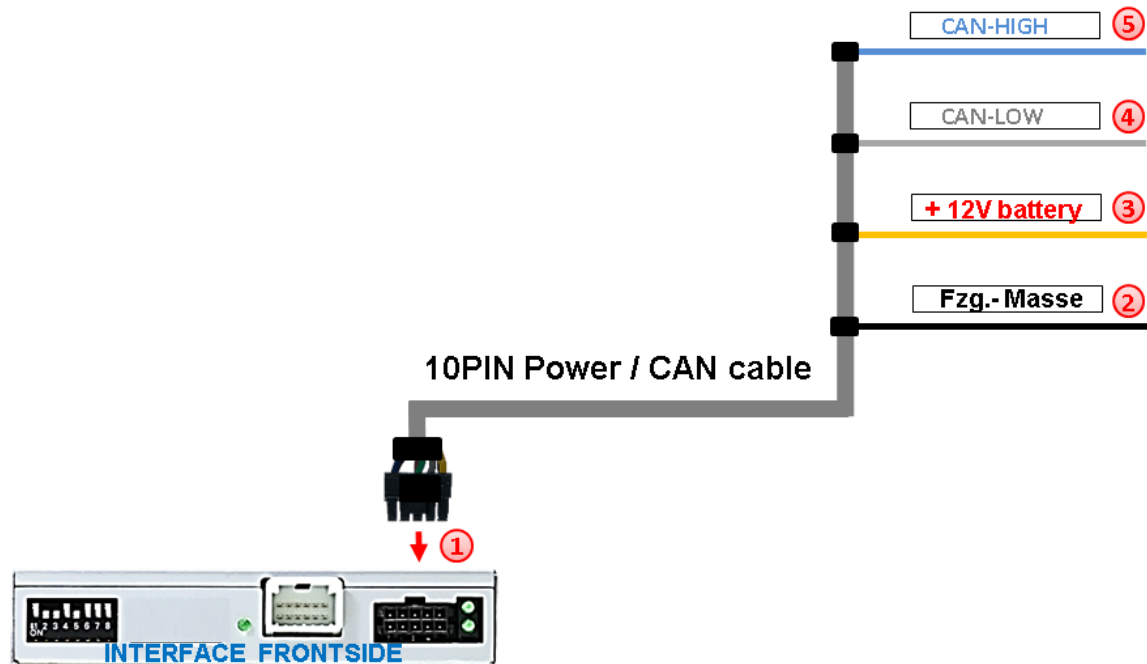 CAN-HIGH 5
CAN-LOW 4
+ 12V battery 3
Fzg.- Masse 2
10PIN Power / CAN cable
1
2 3 4 5 6 7 8
ON
INTERFACE FRONTSIDE